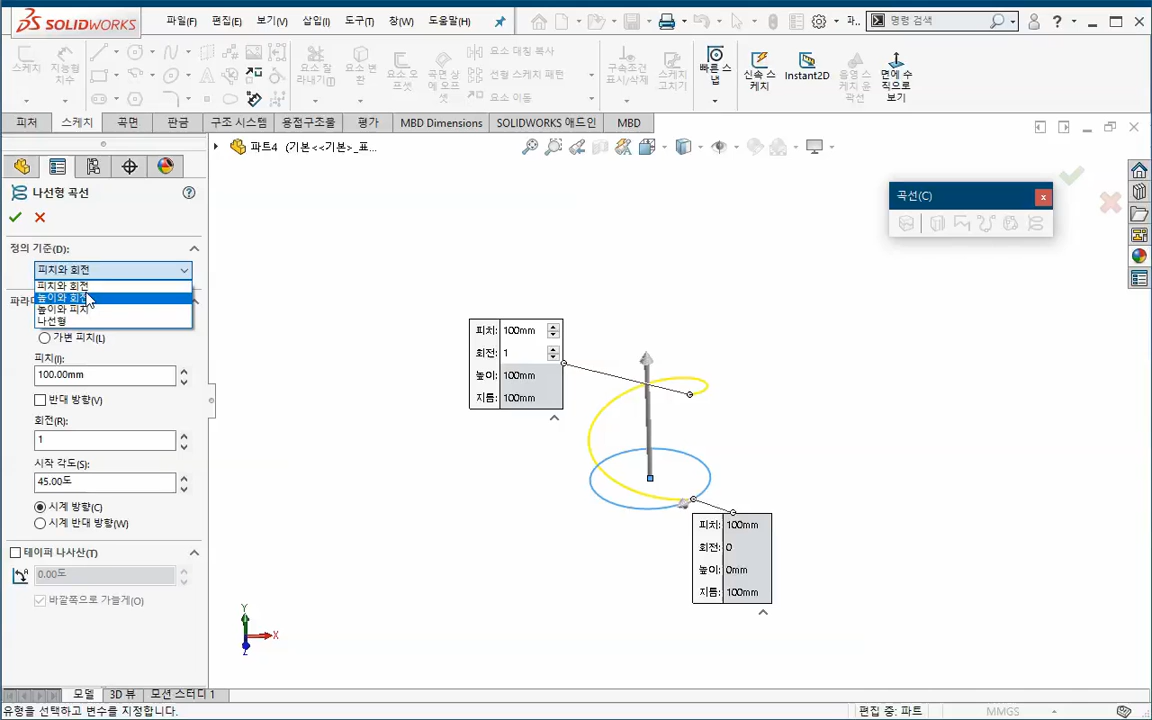 SOLIDWORKS
파일(F) 편집(E) 보기(V) 삽입(I) 도구(T) 창(W) 도움말(H)
명령 검색
스케치
지능형 치수
요소 잘라내기
요소 변환
요소 오프셋
곡면상에 오프셋
요소 대칭 복사
선형 스케치 패턴
요소 이동
구속조건 표시/삭제
스케치 고치기
빠른 스냅
신속 스케치
Instant2D
음영 스케치 윤곽선
면에 수직으로 보기
피처 스케치 곡면 판금 구조 시스템 용접구조물 평가 MBD Dimensions SOLIDWORKS 애드인 MBD
파트4 (기본<<기본>_표...
나선형 곡선
정의 기준(D):
피치와 회전
피치와 회전
높이와 회전
높이와 피치
나선형
가변 피치(L)
피치(I):
100.00mm
반대 방향(V)
회전(R):
1
시작 각도(S):
45.00도
시계 방향(C)
시계 반대 방향(W)
테이퍼 나사산(T)
0.00도
바깥쪽으로 가늘게(O)
곡선(C)
피치: 100mm
회전: 1
높이: 100mm
지름: 100mm
피치: 100mm
회전: 0
높이: 0mm
지름: 100mm
Y
X
Z
모델 3D 뷰 모션 스터디 1
유형을 선택하고 변수를 지정합니다.
편집 중: 파트
MMGS